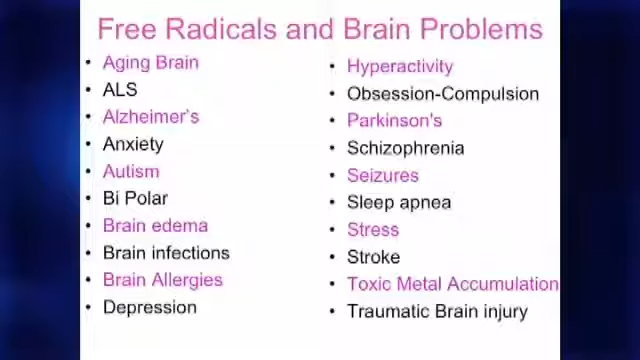 Free Radicals and Brain Problems
• Aging Brain
• ALS
• Alzheimer's
• Anxiety
• Autism
• Bi Polar
• Brain edema
• Brain infections
• Brain Allergies
• Depression
• Hyperactivity
• Obsession-Compulsion
• Parkinson's
• Schizophrenia
• Seizures
• Sleep apnea
• Stress
• Stroke
• Toxic Metal Accumulation
• Traumatic Brain injury